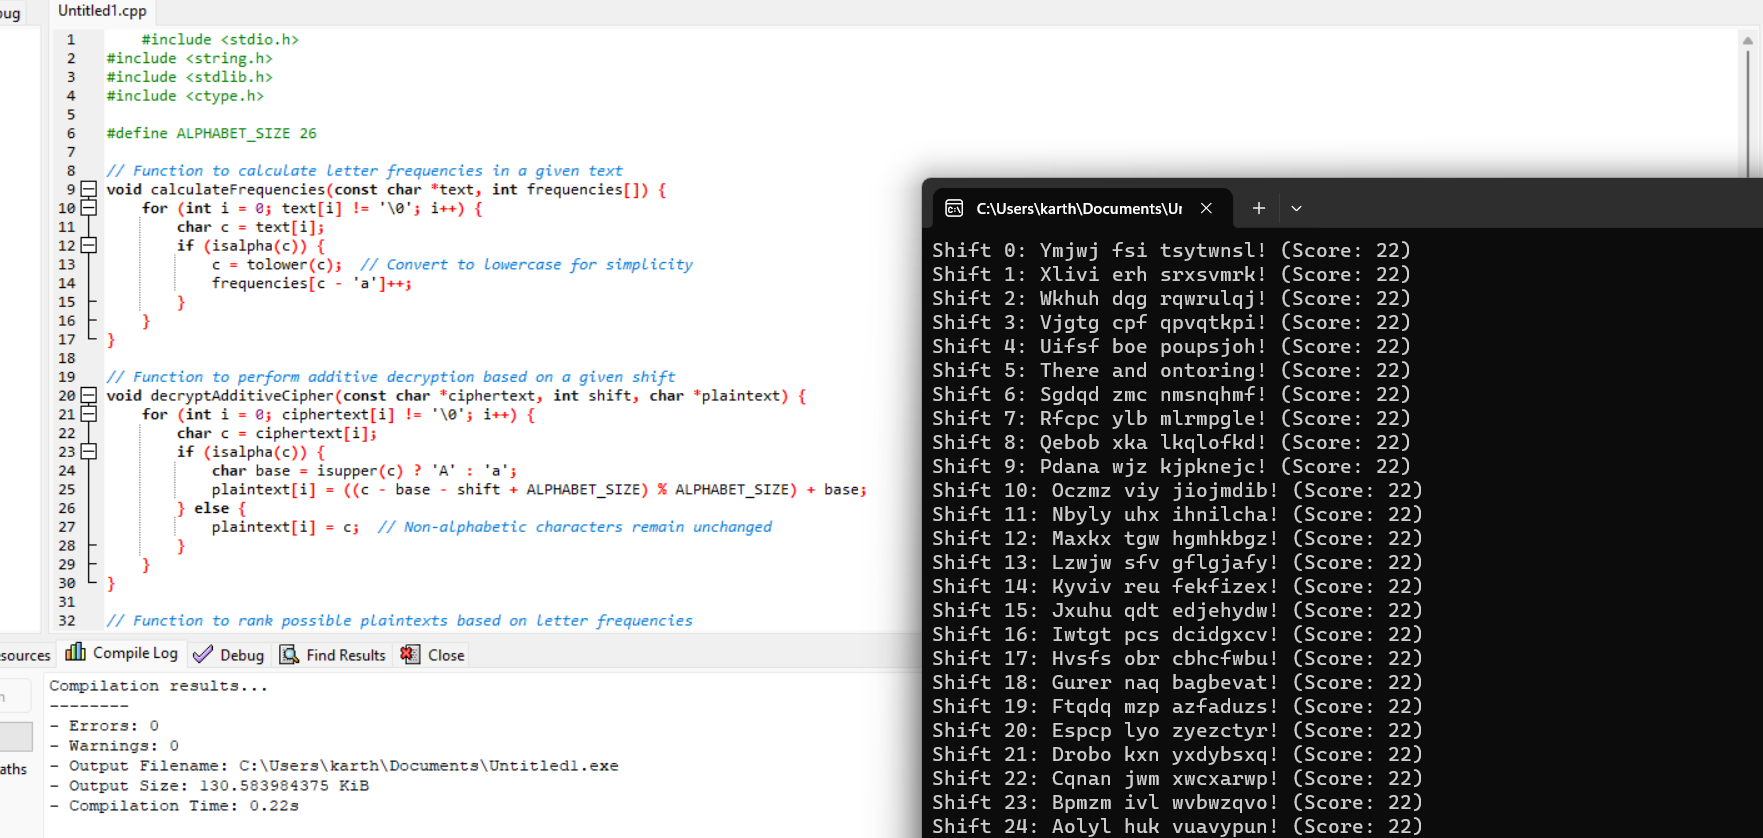 bug
Untitled1.cpp
1 #include <stdio.h>
2 #include <string.h>
3 #include <stdlib.h>
4 #include <ctype.h>
5
6 #define ALPHABET_SIZE 26
7
8 // Function to calculate letter frequencies in a given text
9 void calculateFrequencies(const char *text, int frequencies[]) {
10 for (int i = 0; text[i] != '\0'; i++) {
11 char c = text[i];
12 if (isalpha(c)) {
13 c = tolower(c); // Convert to lowercase for simplicity
14 frequencies[c - 'a']++;
15 }
16 }
17 }
18
19 // Function to perform additive decryption based on a given shift
20 void decryptAdditiveCipher(const char *ciphertext, int shift, char *plaintext) {
21 for (int i = 0; ciphertext[i] != '\0'; i++) {
22 char c = ciphertext[i];
23 if (isalpha(c)) {
24 char base = isupper(c) ? 'A' : 'a';
25 plaintext[i] = ((c - base - shift + ALPHABET_SIZE) % ALPHABET_SIZE) + base;
26 } else {
27 plaintext[i] = c; // Non-alphabetic characters remain unchanged
28 }
29 }
30 }
31
32 // Function to rank possible plaintexts based on letter frequencies
esources Compile Log Debug Find Results Close
Compilation results...
--------
- Errors: 0
- Warnings: 0
- Output Filename: C:\Users\karth\Documents\Untitled1.exe
- Output Size: 130.583984375 KiB
- Compilation Time: 0.22s
aths
C:\Users\karth\Documents\Ur
Shift 0: Ymjwj fsi tsytwnsl! (Score: 22)
Shift 1: Xlivi erh srxsvmrk! (Score: 22)
Shift 2: Wkhuh dqg rqwrulqj! (Score: 22)
Shift 3: Vjgtg cpf qpvqtkpi! (Score: 22)
Shift 4: Uifsf boe poupsjoh! (Score: 22)
Shift 5: There and ontoring! (Score: 22)
Shift 6: Sgdqd zmc nmsnqhmf! (Score: 22)
Shift 7: Rfcpc ylb mlrmpgle! (Score: 22)
Shift 8: Qebob xka lkqlofkd! (Score: 22)
Shift 9: Pdana wjz kjpknejc! (Score: 22)
Shift 10: Oczmz viy jiojmdib! (Score: 22)
Shift 11: Nbyly uhx ihnilcha! (Score: 22)
Shift 12: Maxkx tgw hgmhkbgz! (Score: 22)
Shift 13: Lzwjw sfv gflgjafy! (Score: 22)
Shift 14: Kyviv reu fekfizex! (Score: 22)
Shift 15: Jxuhu qdt edjehydw! (Score: 22)
Shift 16: Iwtgt pcs dcidgxcv! (Score: 22)
Shift 17: Hvsfs obr cbhcfwbu! (Score: 22)
Shift 18: Gurer naq bagbevat! (Score: 22)
Shift 19: Ftqdq mzp azfaduzs! (Score: 22)
Shift 20: Espcp lyo zyezctyr! (Score: 22)
Shift 21: Drobo kxn yxdybsxq! (Score: 22)
Shift 22: Cqnan jwm xwcxarwp! (Score: 22)
Shift 23: Bpmzm ivl wvbwzqvo! (Score: 22)
Shift 24: Aolyl huk vuavypun! (Score: 22)